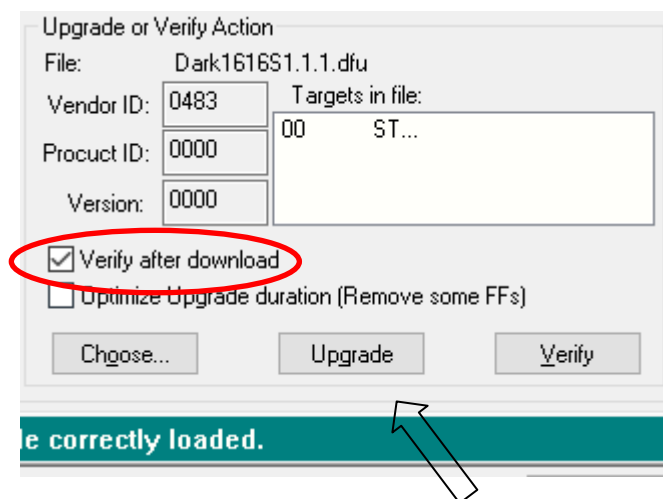 Upgrade or Verify Action
File: Dark1616S1.1.1.dfu
Vendor ID: 0483
Targets in file:
00 ST...
Procuct ID: 0000
Version: 0000
Verify after download
Optimize Upgrade duration (Remove some FFs)
Choose... Upgrade Verify
le correctly loaded.